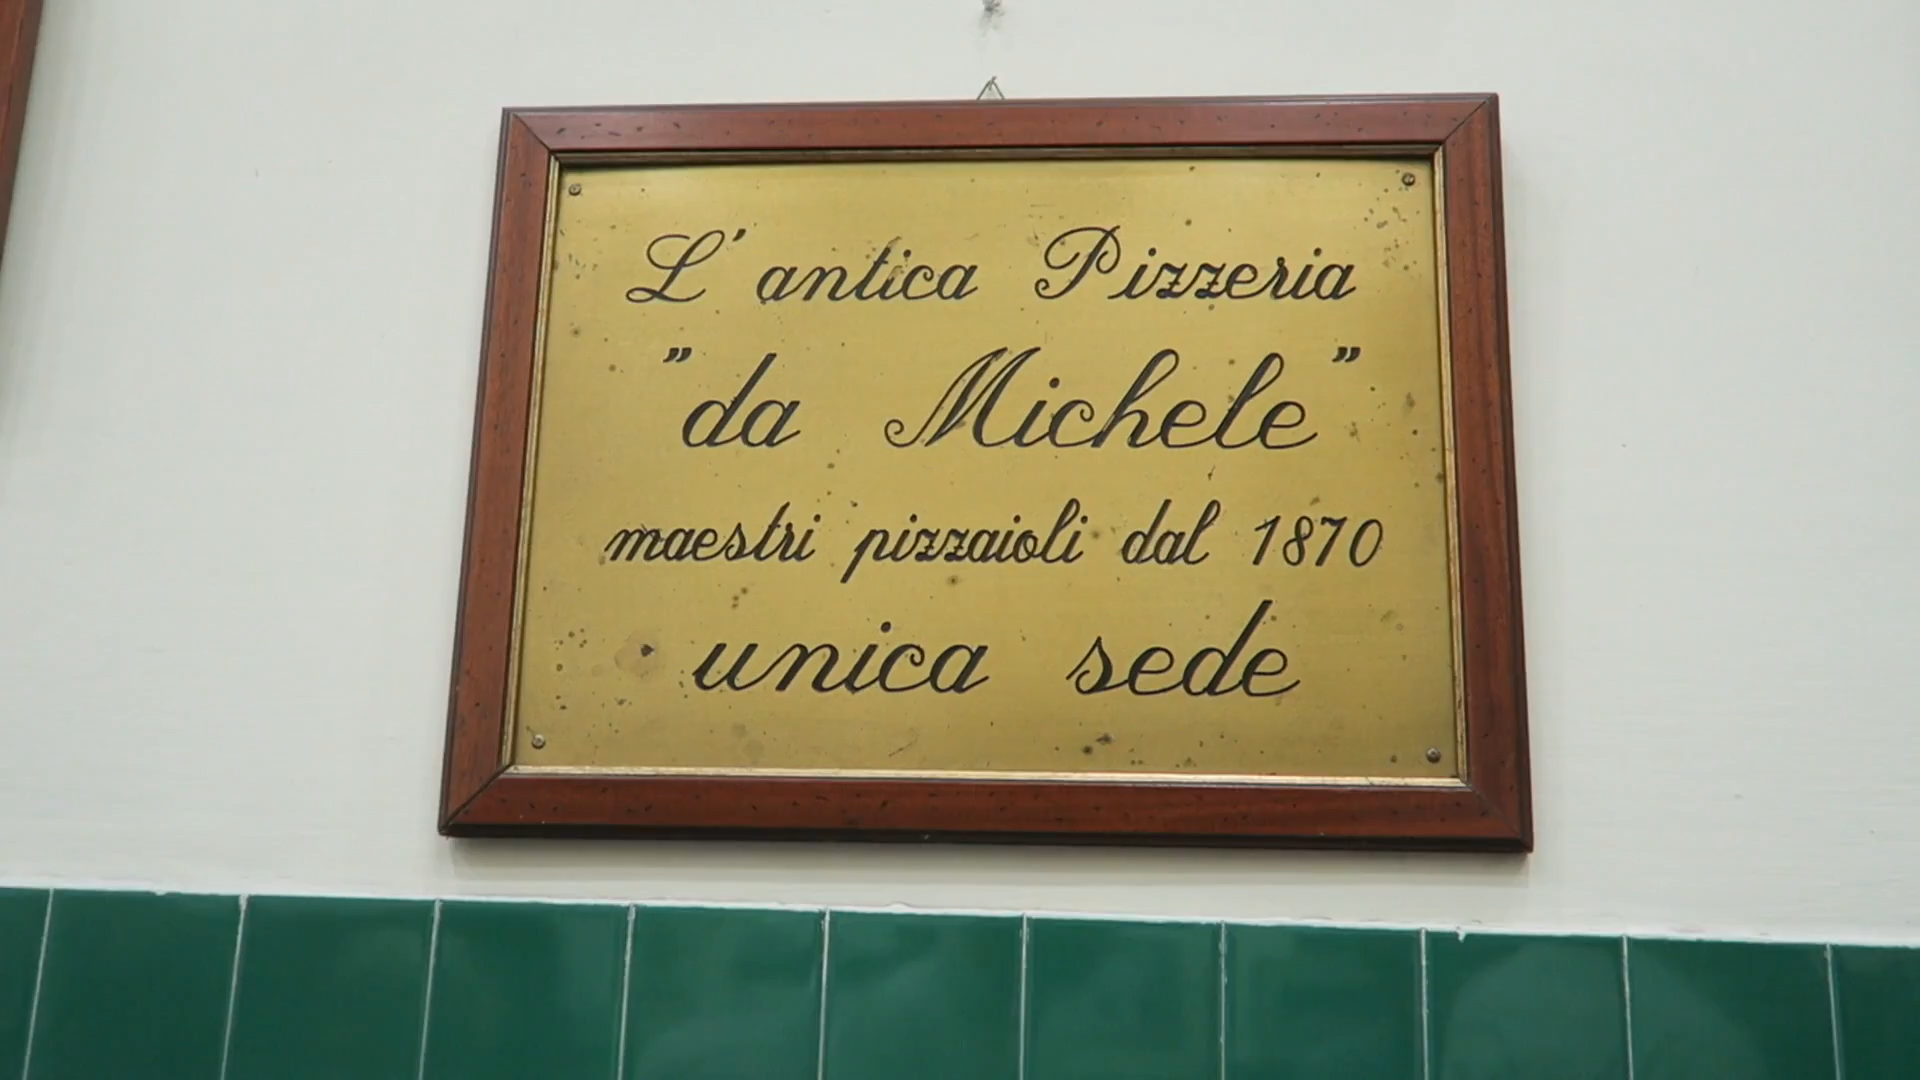 L'antica Pizzeria
"da Michele"
maestri pizzaioli dal 1870
unica sede